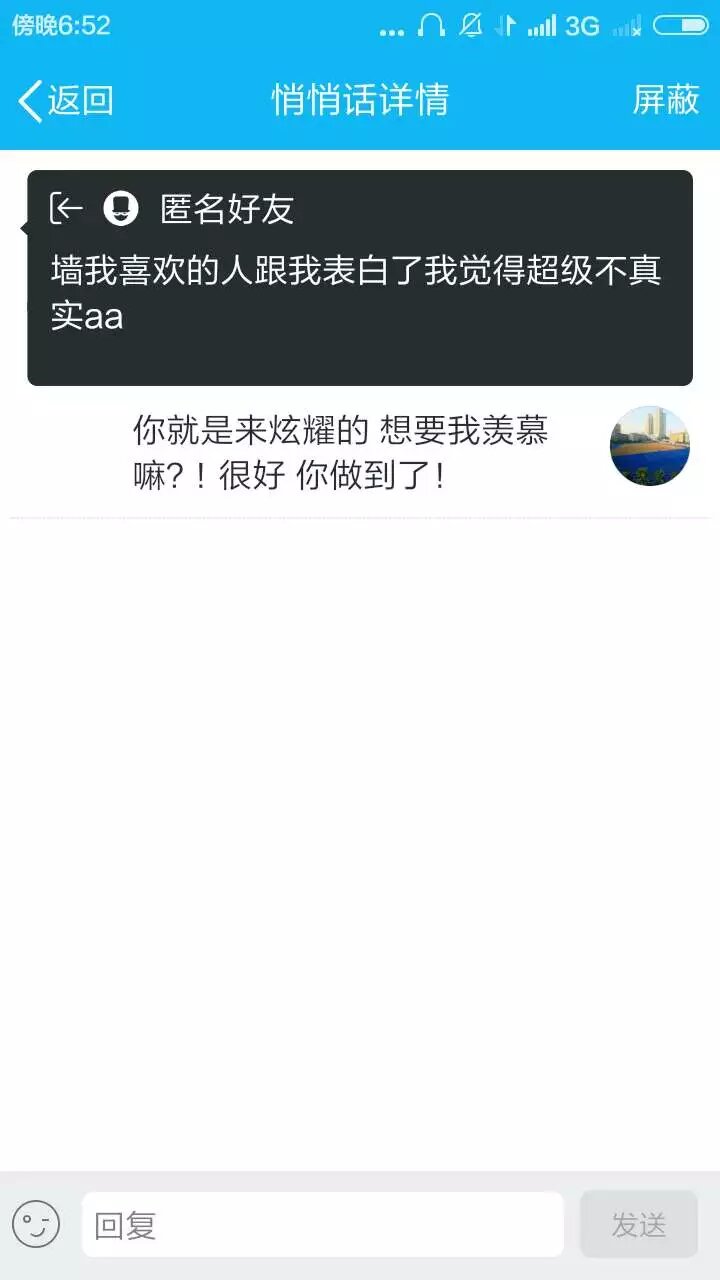 傍晚6:52
... 3G
返回
悄悄话详情
屏蔽
匿名好友
墙我喜欢的人跟我表白了我觉得超级不真
实aa
你就是来炫耀的 想要我羡慕
嘛?！很好 你做到了！
回复
发送